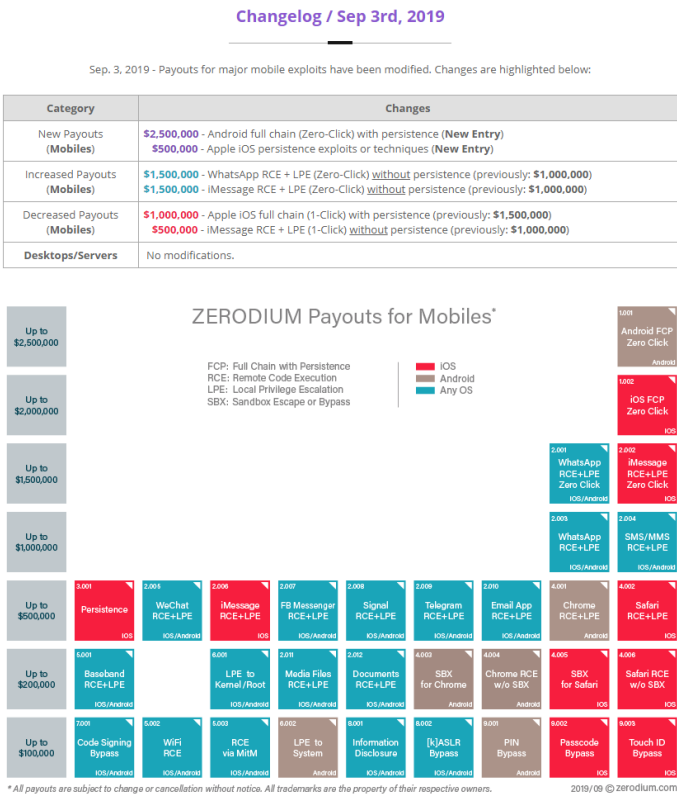 Changelog / Sep 3rd, 2019
Sep. 3, 2019 - Payouts for major mobile exploits have been modified. Changes are highlighted below:
Category Changes
New Payouts
(Mobiles)
$2,500,000 - Android full chain (Zero-Click) with persistence (New Entry)
$500,000 - Apple iOS persistence exploits or techniques (New Entry)
Increased Payouts
(Mobiles)
$1,500,000 - WhatsApp RCE + LPE (Zero-Click) without persistence (previously: $1,000,000)
$1,500,000 - iMessage RCE + LPE (Zero-Click) without persistence (previously: $1,000,000)
Decreased Payouts
(Mobiles)
$1,000,000 - Apple iOS full chain (1-Click) with persistence (previously: $1,500,000)
$500,000 - iMessage RCE + LPE (1-Click) without persistence (previously: $1,000,000)
Desktops/Servers No modifications.
ZERODIUM Payouts for Mobiles*
FCP: Full Chain with Persistence
RCE: Remote Code Execution
LPE: Local Privilege Escalation
SBX: Sandbox Escape or Bypass
iOS
Android
Any OS
Up to
$2,500,000
1.001
Android FCP
Zero Click
Android
Up to
$2,000,000
1.002
iOS FCP
Zero Click
iOS
Up to
$1,500,000
2.001
WhatsApp
RCE+LPE
Zero Click
iOS/Android
2.002
iMessage
RCE+LPE
Zero Click
iOS
Up to
$1,000,000
2.003
WhatsApp
RCE+LPE
iOS/Android
2.004
SMS/MMS
RCE+LPE
iOS/Android
Up to
$500,000
3.001
Persistence
iOS
2.005
WeChat
RCE+LPE
iOS/Android
2.006
iMessage
RCE+LPE
iOS
2.007
FB Messenger
RCE+LPE
iOS/Android
2.008
Signal
RCE+LPE
iOS/Android
2.009
Telegram
RCE+LPE
iOS/Android
2.010
Email App
RCE+LPE
iOS/Android
4.001
Chrome
RCE+LPE
Android
4.002
Safari
RCE+LPE
iOS
Up to
$200,000
5.001
Baseband
RCE+LPE
iOS/Android
6.001
LPE to
Kernel/Root
iOS/Android
2.011
Media Files
RCE+LPE
iOS/Android
2.012
Documents
RCE+LPE
iOS/Android
4.003
SBX
for Chrome
Android
4.004
Chrome RCE
w/o SBX
Android
4.005
SBX
for Safari
iOS
4.006
Safari RCE
w/o SBX
iOS
Up to
$100,000
7.001
Code Signing
Bypass
iOS/Android
5.002
WiFi
RCE
iOS/Android
5.003
RCE
via MitM
iOS/Android
6.002
LPE to
System
Android
8.001
Information
Disclosure
iOS/Android
8.002
[k]ASLR
Bypass
iOS/Android
9.001
PIN
Bypass
Android
9.002
Passcode
Bypass
iOS
9.003
Touch ID
Bypass
iOS
* All payouts are subject to change or cancellation without notice. All trademarks are the property of their respective owners.
2019/09 © zerodium.com